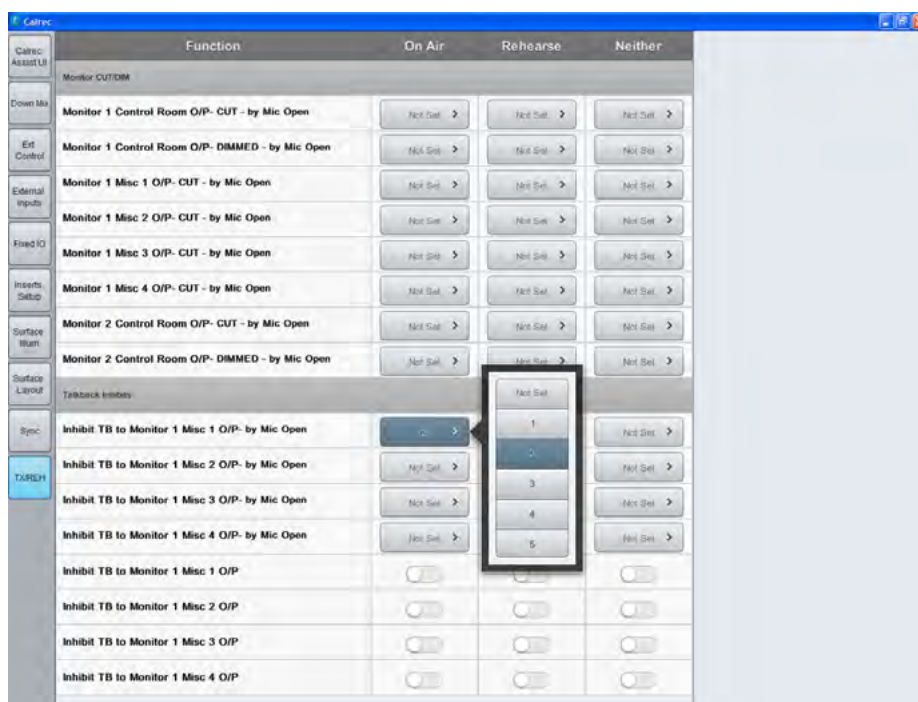 Calrec
Function On Air Rehearse Neither
Calrec Assist UI
Monitor CUT/DIM
Down Mix
Monitor 1 Control Room O/P- CUT - by Mic Open Not Set Not Set Not Set
Ext Control
Monitor 1 Control Room O/P- DIMMED - by Mic Open Not Set Not Set Not Set
External Inputs
Monitor 1 Misc 1 O/P- CUT - by Mic Open Not Set Not Set Not Set
Monitor 1 Misc 2 O/P- CUT - by Mic Open Not Set Not Set Not Set
Fixed IO
Monitor 1 Misc 3 O/P- CUT - by Mic Open Not Set Not Set Not Set
Inserts Setup
Monitor 1 Misc 4 O/P- CUT - by Mic Open Not Set Not Set Not Set
Surface Illum
Monitor 2 Control Room O/P- CUT - by Mic Open Not Set Not Set Not Set
Monitor 2 Control Room O/P- DIMMED - by Mic Open Not Set Not Set Not Set
Surface Layout
Talkback Inhibits
Not Set
Sync
Inhibit TB to Monitor 1 Misc 1 O/P- by Mic Open 2 Not Set
1
2
TX/REH
Inhibit TB to Monitor 1 Misc 2 O/P- by Mic Open Not Set Not Set
3
Inhibit TB to Monitor 1 Misc 3 O/P- by Mic Open Not Set Not Set
4
Inhibit TB to Monitor 1 Misc 4 O/P- by Mic Open Not Set Not Set
5
Inhibit TB to Monitor 1 Misc 1 O/P
Inhibit TB to Monitor 1 Misc 2 O/P
Inhibit TB to Monitor 1 Misc 3 O/P
Inhibit TB to Monitor 1 Misc 4 O/P